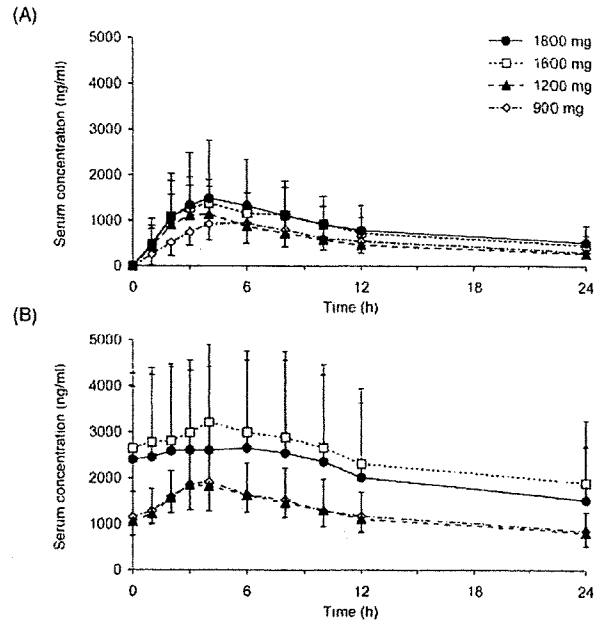 (A)
5000
4000
3000
2000
1000
0
Serum concentration (ng/ml)
1800 mg
1600 mg
1200 mg
900 mg
0 6 12 18 24
Time (h)
(B)
5000
4000
3000
2000
1000
0
Serum concentration (ng/ml)
0 6 12 18 24
Time (h)